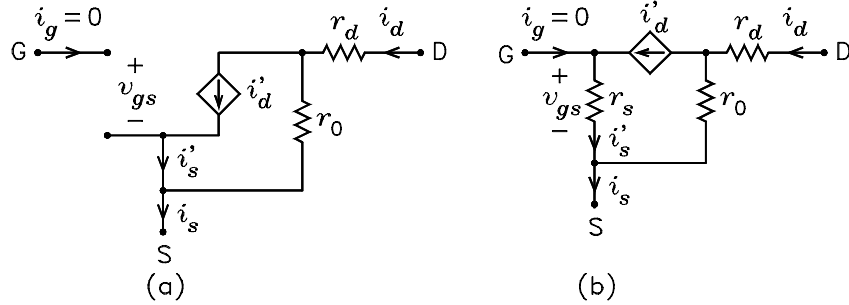 i_g=0
i_d
r_d
G
D
+
v_gs
−
i'_d
r_0
i'_s
i_s
S
(a)
i_g=0
i'_d
i_d
r_d
G
D
+
v_gs
r_s
r_0
−
i'_s
i_s
S
(b)